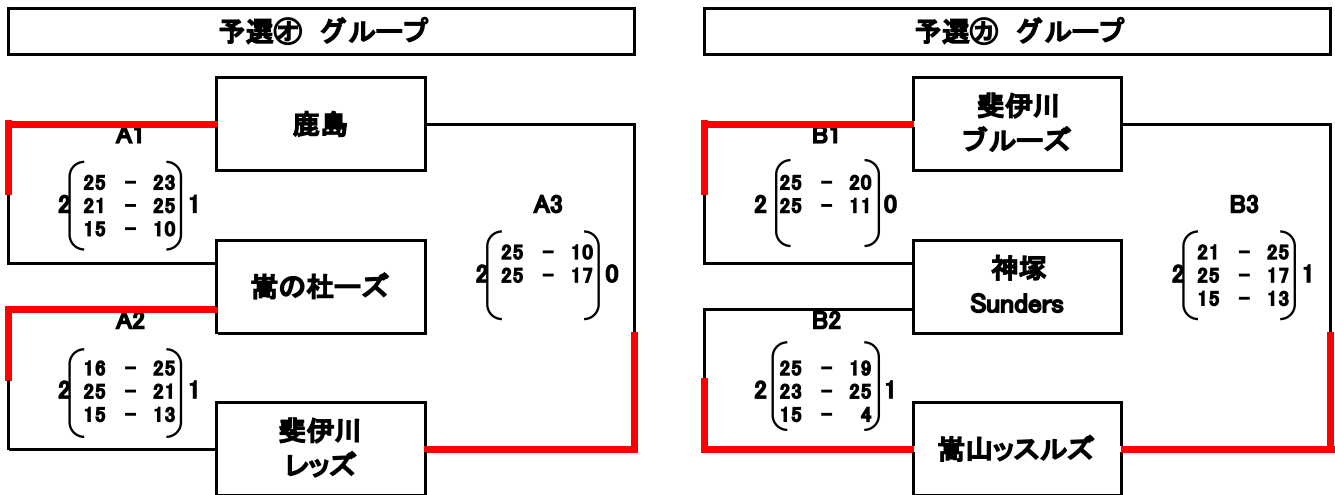 予選㋔ グループ
鹿島
A1
2 25 - 23 1
21 - 25
15 - 10
A3
2 25 - 10 0
25 - 17
嵩の杜ーズ
A2
2 16 - 25 1
25 - 21
15 - 13
斐伊川
レッズ
予選㋕ グループ
斐伊川
ブルーズ
B1
2 25 - 20 0
25 - 11
B3
2 21 - 25 1
25 - 17
15 - 13
神塚
Sunders
B2
2 25 - 19 1
23 - 25
15 - 4
嵩山ッスルズ